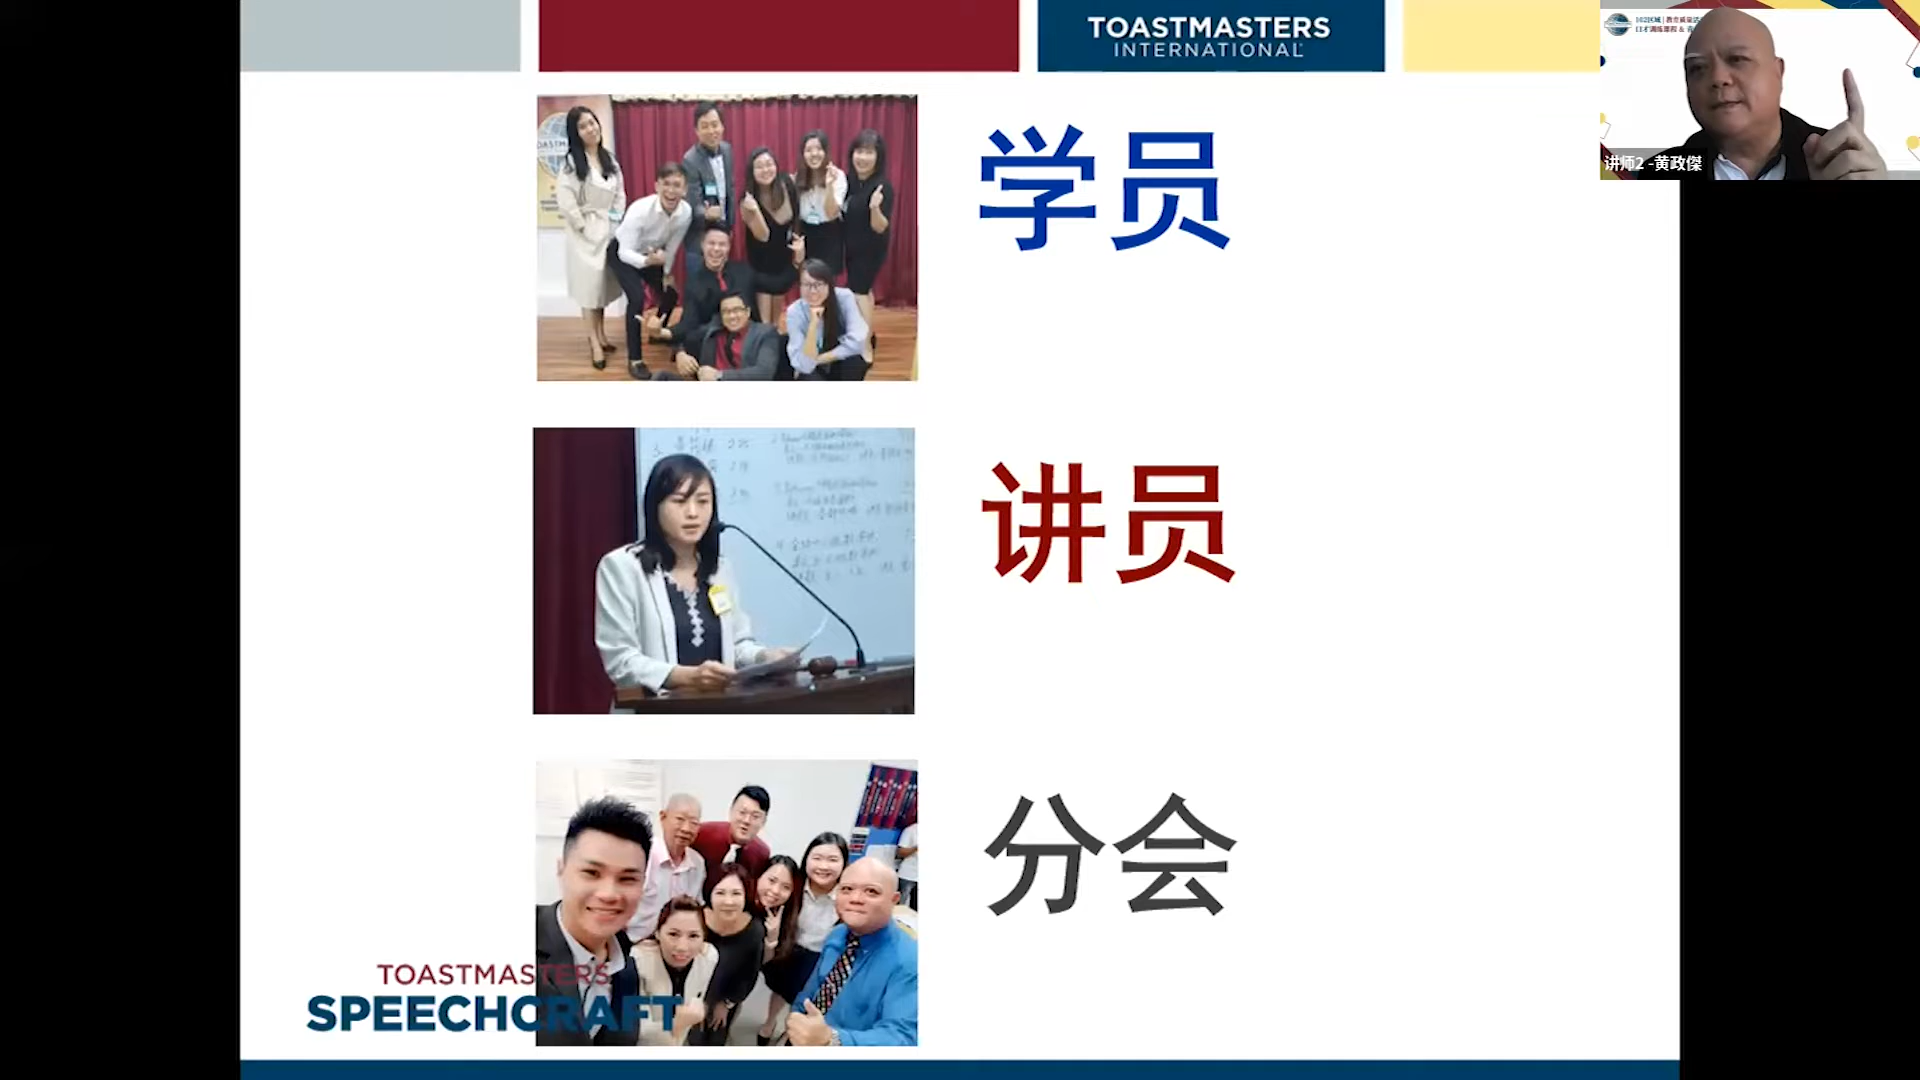 TOASTMASTERS
INTERNATIONAL
学员
讲员
分会
TOASTMASTERS
SPEECHCRAFT
讲师2 -黄政傑